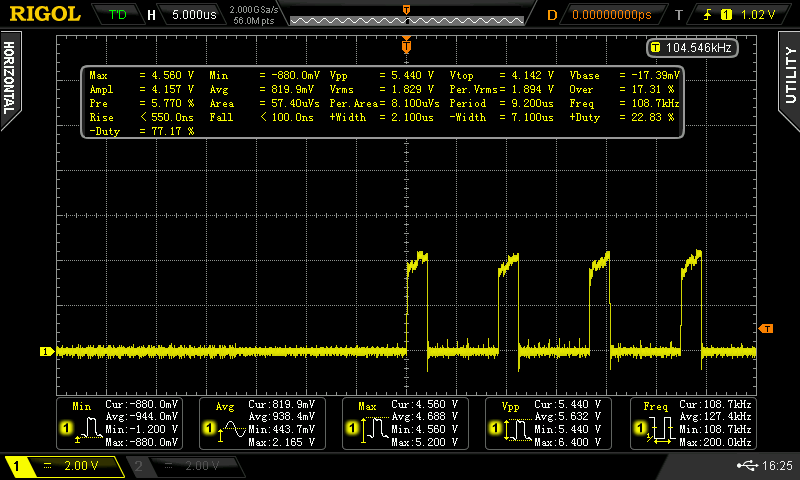 RIGOL T'D H 5.000us 2.000GSa/s 56.0M pts D 0.00000000ps T 1 1.02 V
T
T 104.546kHz
HORIZONTAL
UTILITY
Max = 4.560 V Min = -880.0mV Vpp = 5.440 V Vtop = 4.142 V Vbase = -17.39mV
Ampl = 4.157 V Avg = 819.9mV Vrms = 1.829 V Per.Vrms= 1.894 V Over = 17.31 %
Pre = 5.770 % Area = 57.40uVs Per.Area= 8.100uVs Period = 9.200us Freq = 108.7kHz
Rise < 550.0ns Fall < 100.0ns +Width = 2.100us -Width = 7.100us +Duty = 22.83 %
-Duty = 77.17 %
T
1
Min Cur:-880.0mV
Avg:-944.0mV
1 Min:-1.200 V
Max:-880.0mV
Avg Cur:819.9mV
Avg:938.4mV
1 Min:443.7mV
Max:2.165 V
Max Cur:4.560 V
Avg:4.688 V
1 Min:4.560 V
Max:5.200 V
Vpp Cur:5.440 V
Avg:5.632 V
1 Min:5.440 V
Max:6.400 V
Freq Cur:108.7kHz
Avg:127.4kHz
1 Min:108.7kHz
Max:200.0kHz
1 2.00 V 2 2.00 V 16:25